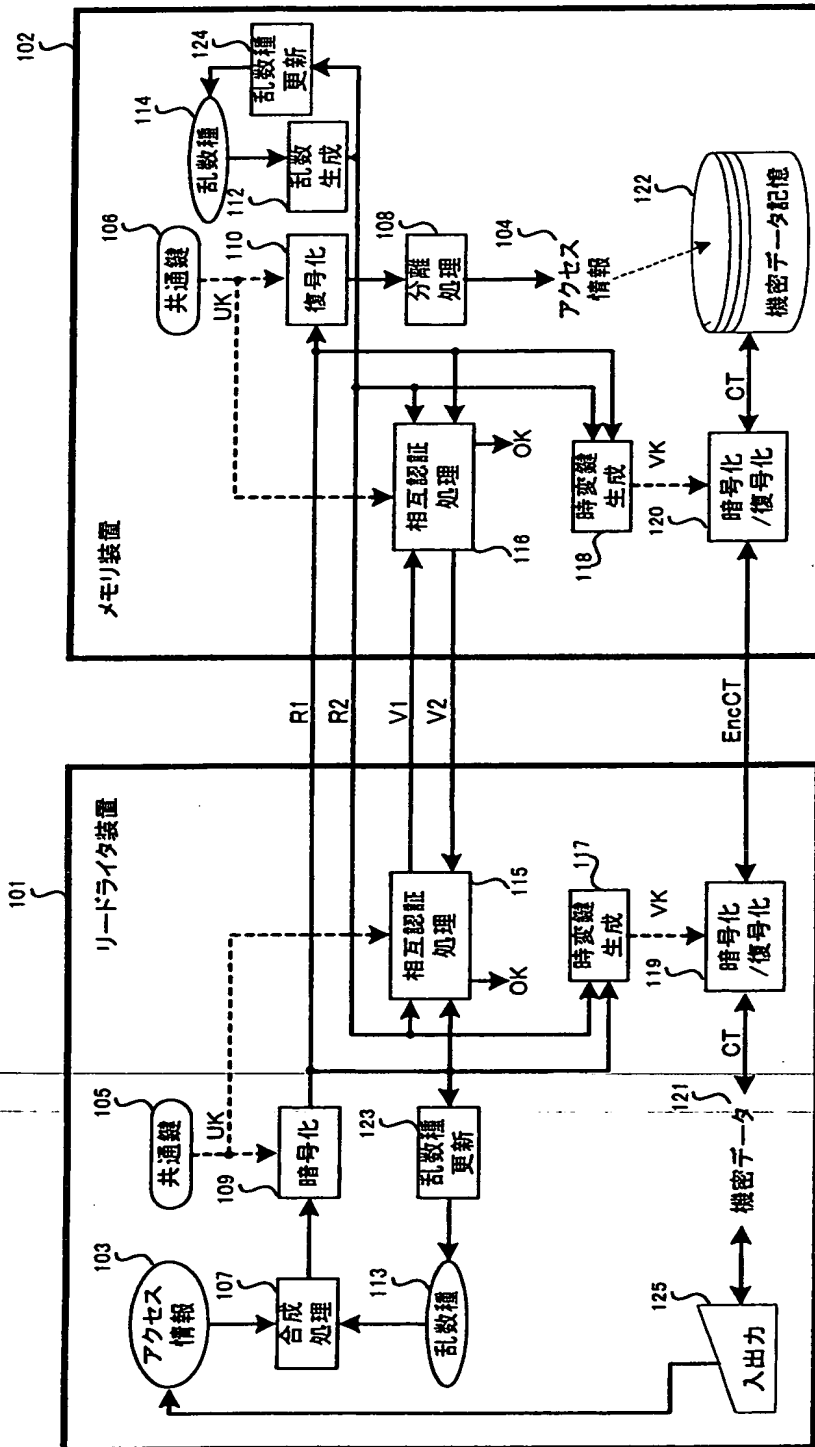 101
リードライタ装置
103
アクセス
情報
105
共通鍵
UK
107
合成
処理
109
暗号化
113
乱数種
123
乱数種
更新
115
相互認証
処理
OK
117
時変鍵
生成
VK
119
暗号化
/復号化
CT
121
機密データ
125
入出力
R1
R2
V1
V2
EncCT
102
メモリ装置
106
共通鍵
UK
110
復号化
112
乱数
生成
114
乱数種
124
乱数種
更新
108
分離
処理
104
アクセス
情報
116
相互認証
処理
OK
118
時変鍵
生成
VK
120
暗号化
/復号化
CT
122
機密データ記憶